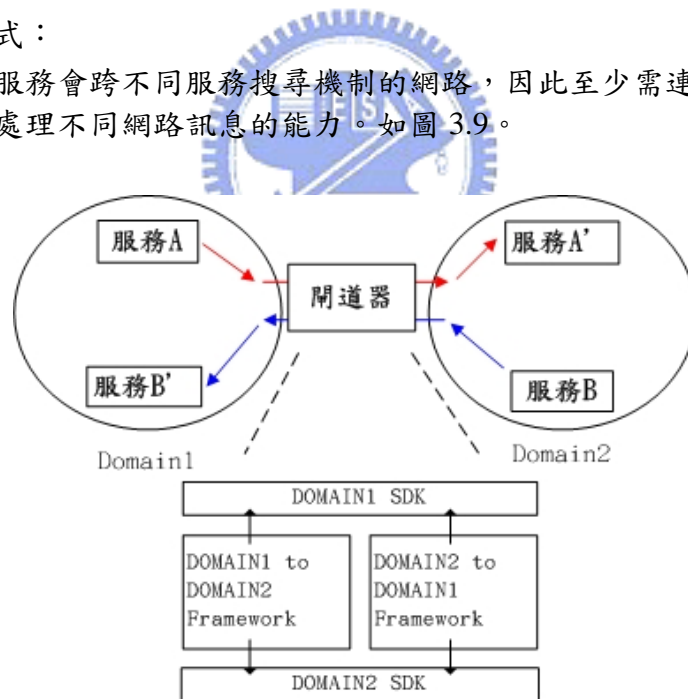 式：
服務會跨不同服務搜尋機制的網路，因此至少需連
處理不同網路訊息的能力。如圖 3.9。
服務A
服務A'
閘道器
服務B'
服務B
Domain1
Domain2
DOMAIN1 SDK
DOMAIN1 to
DOMAIN2
Framework
DOMAIN2 to
DOMAIN1
Framework
DOMAIN2 SDK